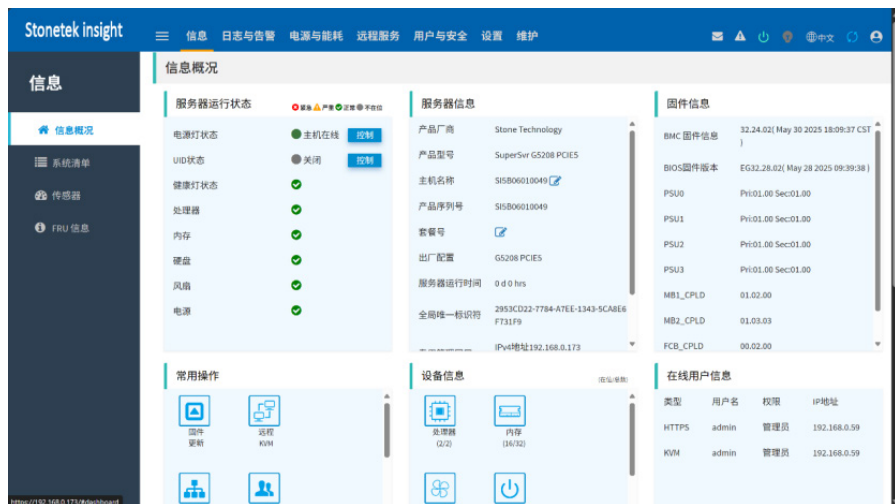 Stonetek insight
信息 日志与告警 电源与能耗 远程服务 用户与安全 设置 维护
中文
信息
信息概况
系统清单
传感器
FRU 信息
信息概况
服务器运行状态
紧急 严重 正常 不在位
电源灯状态 主机在线 控制
UID状态 关闭 控制
健康灯状态
处理器
内存
硬盘
风扇
电源
服务器信息
产品厂商 Stone Technology
产品型号 SuperSvr G5208 PCIE5
主机名称 SI5B06010049
产品序列号 SI5B06010049
套餐号
出厂配置 G5208 PCIE5
服务器运行时间 0 d 0 hrs
全局唯一标识符 2953CD22-7784-A7EE-1343-5CA8E6
F731F9
IPv4地址192.168.0.173
固件信息
BMC 固件信息 32.24.02( May 30 2025 18:09:37 CST
)
BIOS固件版本 EG32.28.02( May 28 2025 09:39:38 )
PSU0 Pri:01.00 Sec:01.00
PSU1 Pri:01.00 Sec:01.00
PSU2 Pri:01.00 Sec:01.00
PSU3 Pri:01.00 Sec:01.00
MB1_CPLD 01.02.00
MB2_CPLD 01.03.03
FCB_CPLD 00.02.00
常用操作
固件
更新
远程
KVM
设备信息
(在位/总数)
处理器
(2/2)
内存
(16/32)
在线用户信息
类型 用户名 权限 IP地址
HTTPS admin 管理员 192.168.0.59
KVM admin 管理员 192.168.0.59
https://192.168.0.173/#dashboard